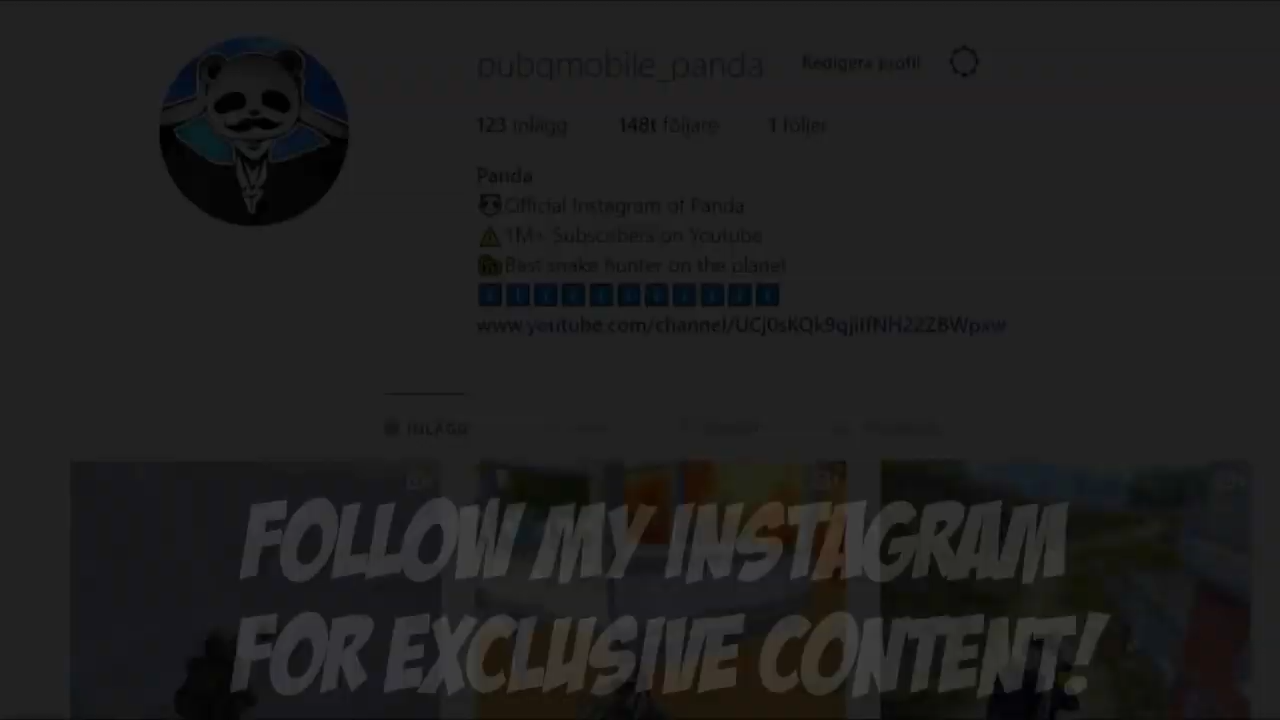 pubgmobile_panda Redigera profil
123 inlägg 148t följare 1 följer
Panda
Official Instagram of Panda
1M+ Subscribers on Youtube
Best snake hunter on the planet
www.youtube.com/channel/UCj0sKQk9qjiIfNH22ZBWpxw
INLÄGG
FOLLOW MY INSTAGRAM
FOR EXCLUSIVE CONTENT!